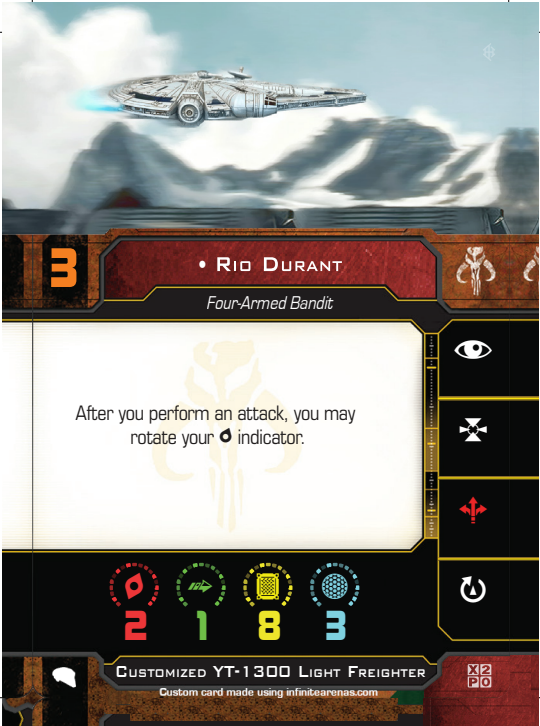 3
• Rio Durant
Four-Armed Bandit
After you perform an attack, you may
rotate your indicator.
2 1 8 3
Customized YT-1300 Light Freighter
Custom card made using infinitearenas.com
X2
PO